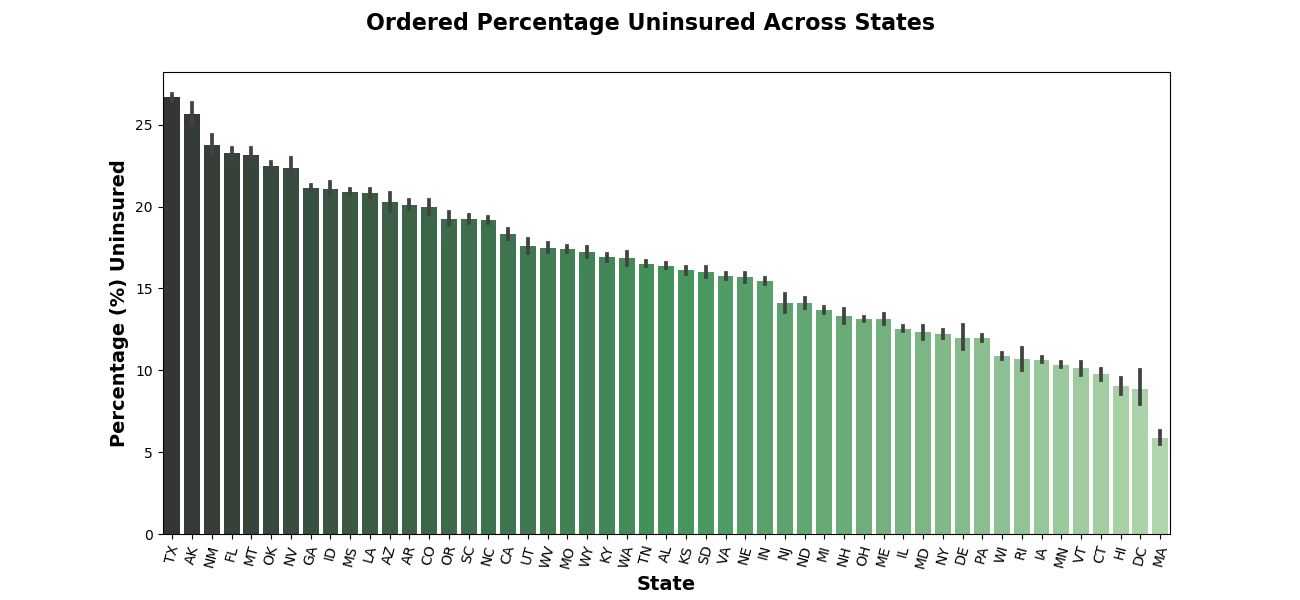 Ordered Percentage Uninsured Across States
Percentage (%) Uninsured
25
20
15
10
5
0
TX AK NM FL MT OK NV GA ID MS LA AZ AR CO OR SC NC CA UT WV MO WY KY WA TN AL KS SD VA NE IN NJ ND MI NH OH ME IL MD NY DE PA WI RI IA MN VT CT HI DC MA
State